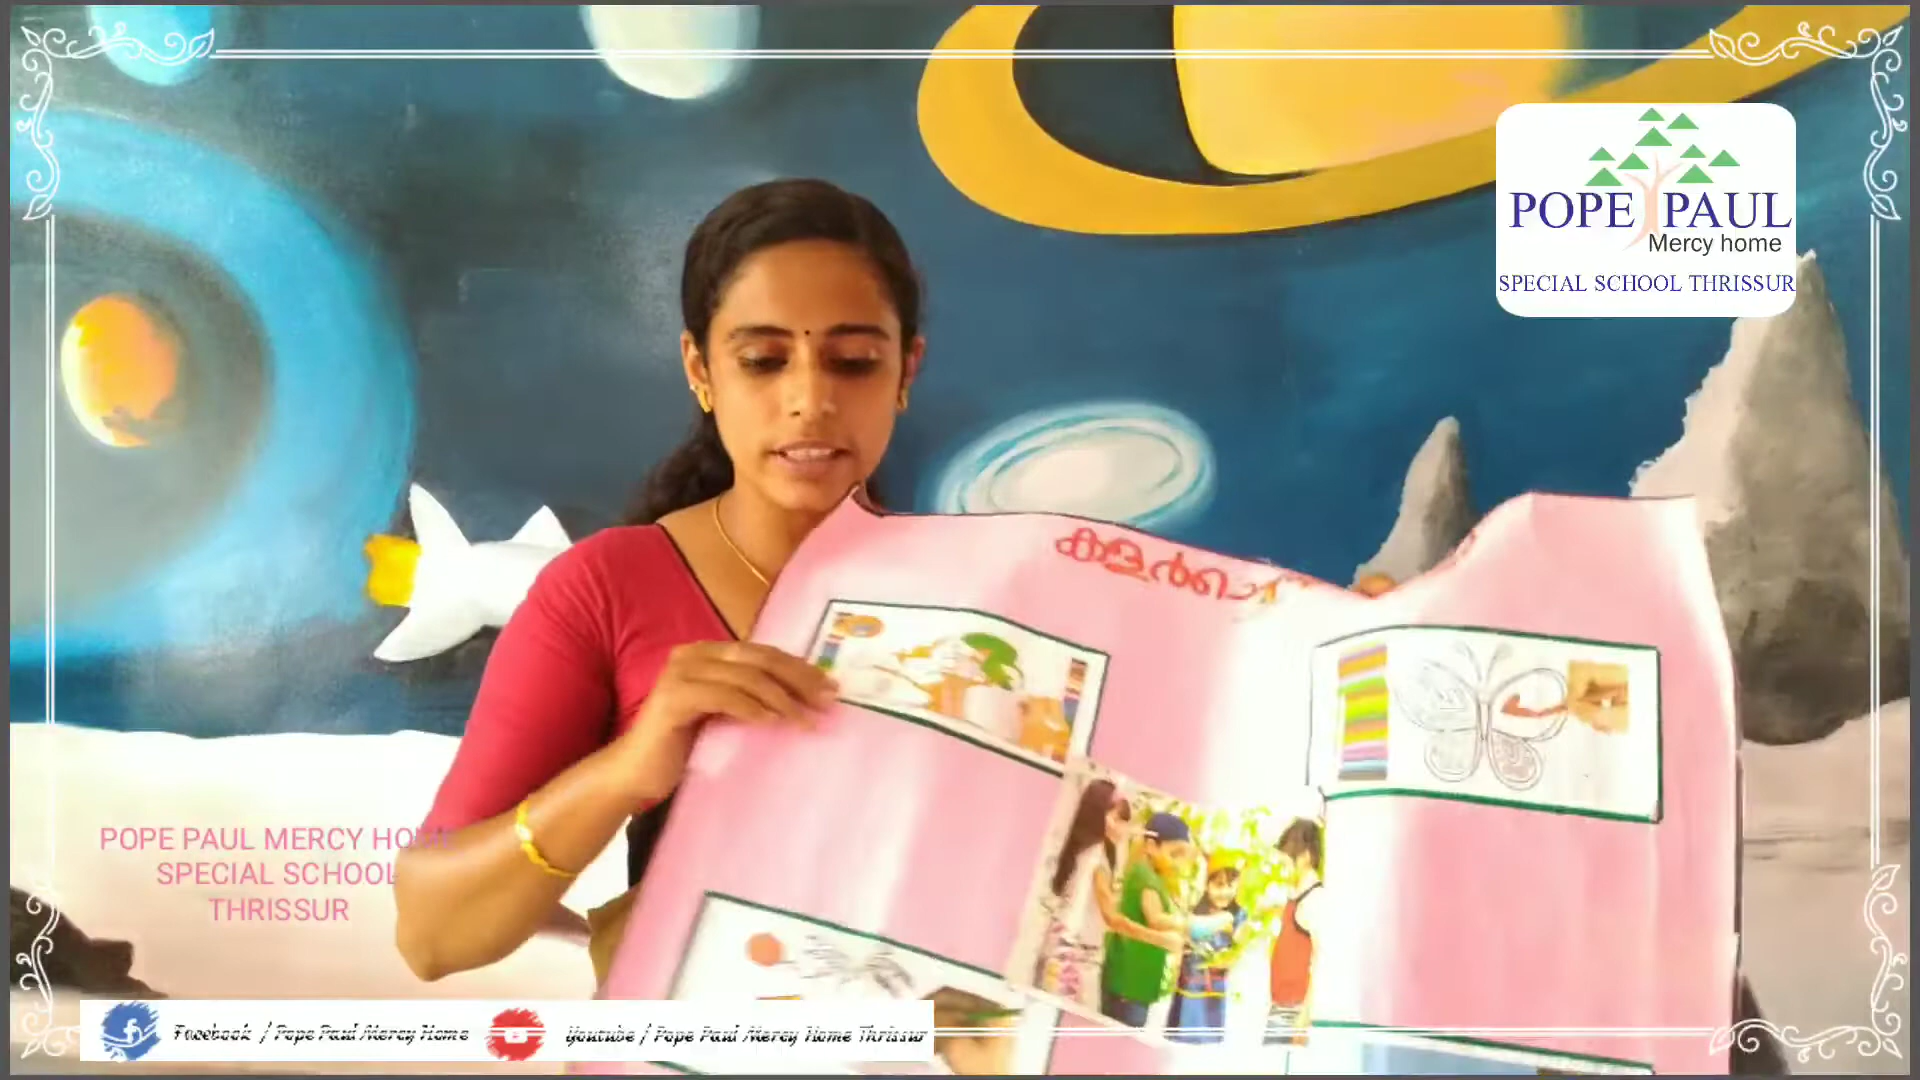 POPE PAUL
Mercy home
SPECIAL SCHOOL THRISSUR
POPE PAUL MERCY HOME
SPECIAL SCHOOL
THRISSUR
Facebook / Pope Paul Mercy Home
Youtube / Pope Paul Mercy Home Thrissur